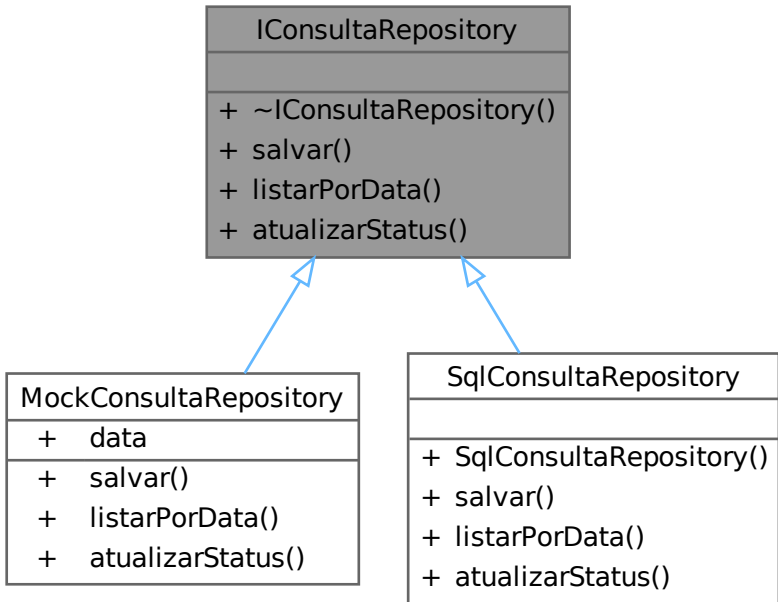 IConsultaRepository
+ ~IConsultaRepository()
+ salvar()
+ listarPorData()
+ atualizarStatus()
MockConsultaRepository
+ data
+ salvar()
+ listarPorData()
+ atualizarStatus()
SqlConsultaRepository
+ SqlConsultaRepository()
+ salvar()
+ listarPorData()
+ atualizarStatus()